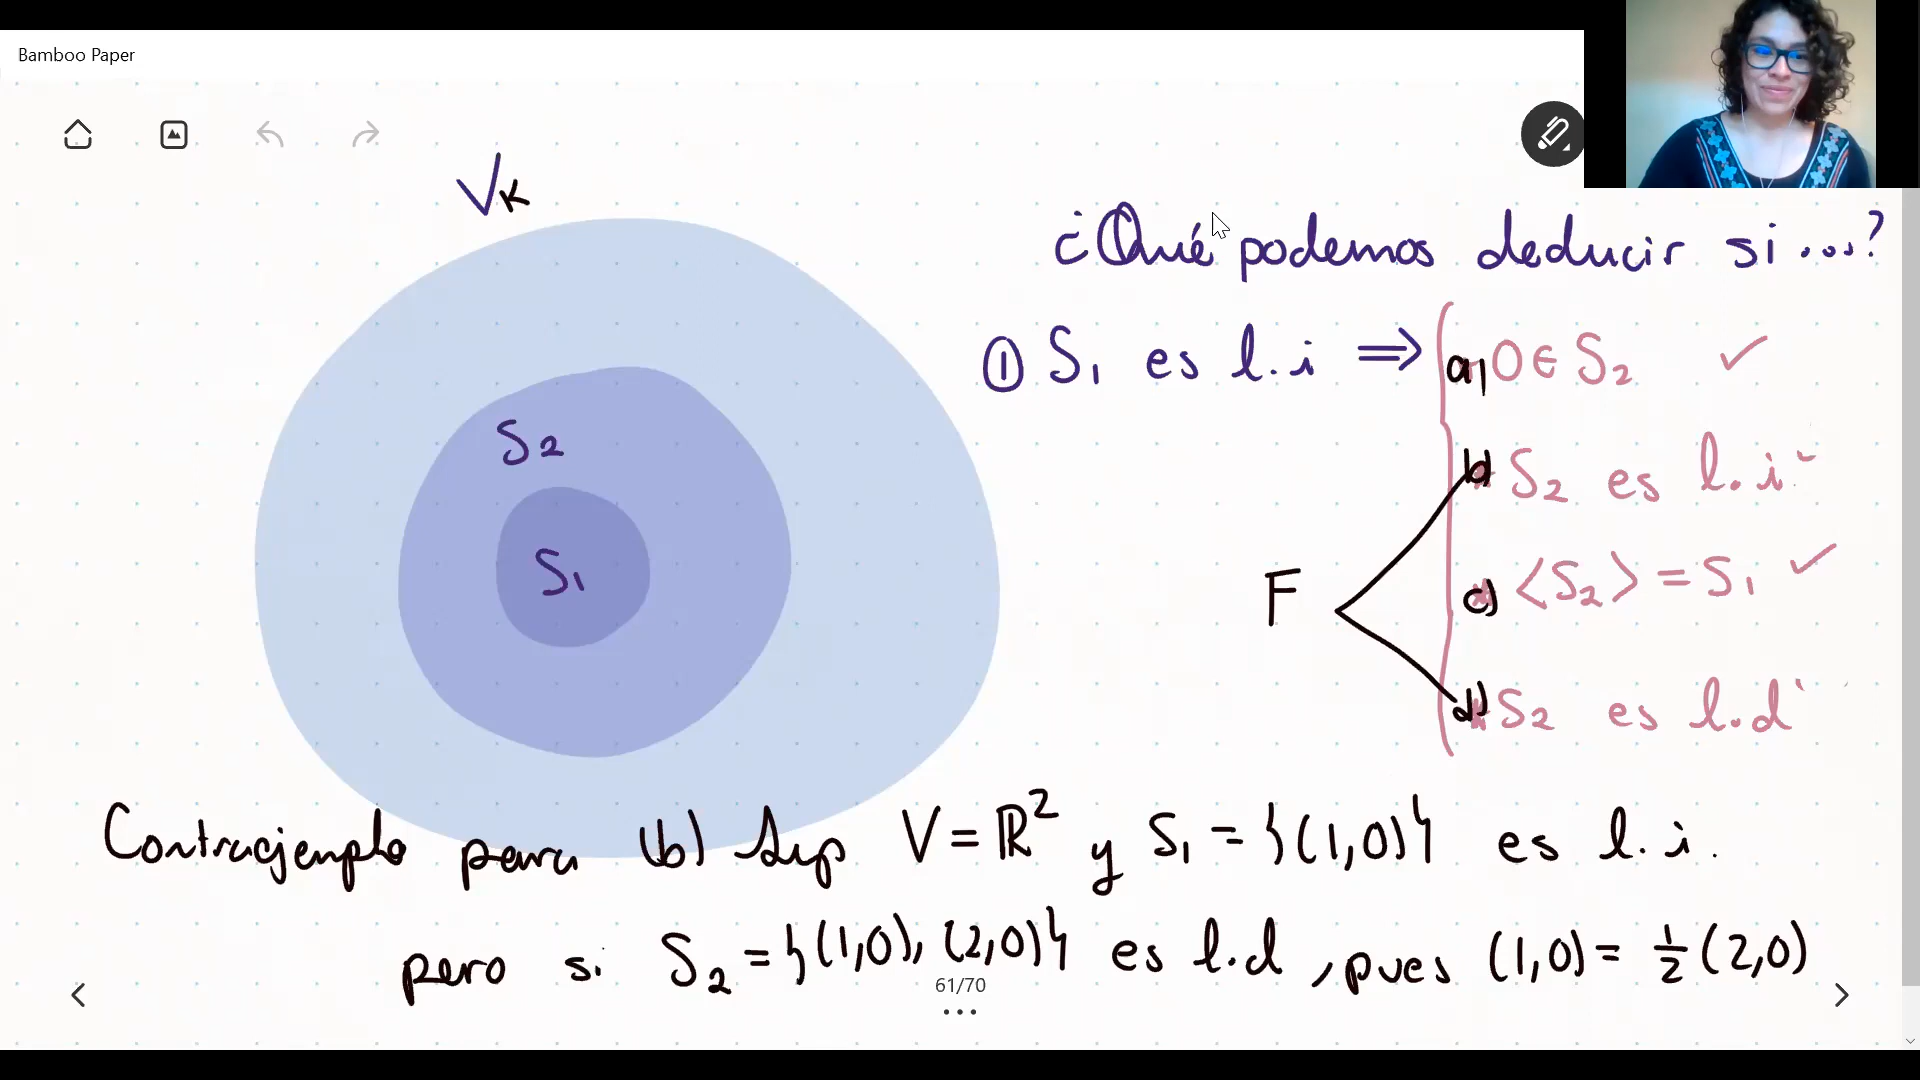 Bamboo Paper
V_K
¿Qué podemos deducir si...?
① S₁ es l.i ⟹ a) 0 ∈ S₂ ✓
S₂
b) S₂ es l.i
S₁
F
c) <S₂> = S₁ ✓
d) S₂ es l.d
Contraejemplo para (b) Sup V = ℝ² y S₁ = {(1,0)} es l.i.
pero si S₂ = {(1,0), (2,0)} es l.d, pues (1,0) = ½(2,0)
61/70